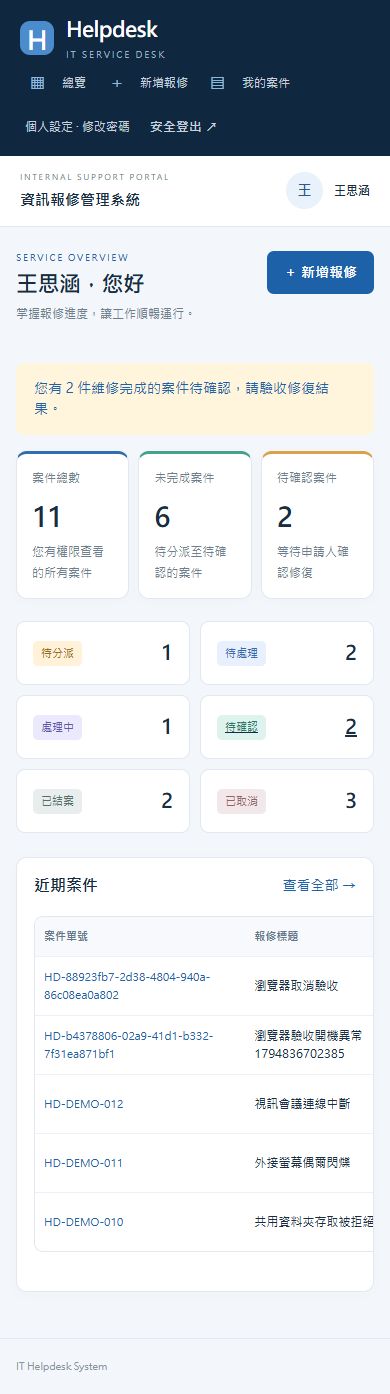 H Helpdesk
IT SERVICE DESK
總覽 + 新增報修 我的案件
個人設定 · 修改密碼 安全登出 ↗
INTERNAL SUPPORT PORTAL
資訊報修管理系統
王 王思涵
SERVICE OVERVIEW
王思涵，您好
+ 新增報修
掌握報修進度，讓工作順暢運行。
您有 2 件維修完成的案件待確認，請驗收修復結
果。
案件總數 未完成案件 待確認案件
11 6 2
您有權限查看 待分派至待確 等待申請人確
的所有案件 認的案件 認修復
待分派 1 待處理 2
處理中 1 待確認 2
已結案 2 已取消 3
近期案件 查看全部 →
案件單號 報修標題
HD-88923fb7-2d38-4804-940a-
86c08ea0a802
瀏覽器取消驗收
HD-b4378806-02a9-41d1-b332-
7f31ea871bf1
瀏覽器驗收開機異常
1794836702385
HD-DEMO-012 視訊會議連線中斷
HD-DEMO-011 外接螢幕偶爾閃爍
HD-DEMO-010 共用資料夾存取被拒絕
IT Helpdesk System